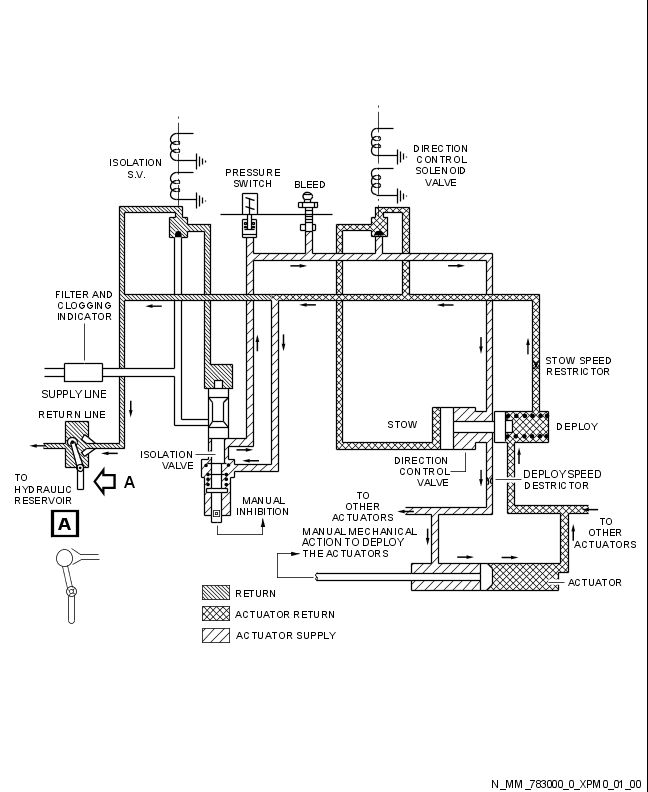 ISOLATION
S.V.
PRESSURE
SWITCH
BLEED
DIRECTION
CONTROL
SOLENOID
VALVE
FILTER AND
CLOGGING
INDICATOR
SUPPLY LINE
RETURN LINE
STOW SPEED
RESTRICTOR
STOW
DEPLOY
ISOLATION
VALVE
DIRECTION
CONTROL
VALVE
DEPLOY SPEED
DESTRICTOR
TO
HYDRAULIC
RESERVOIR
A
A
MANUAL
INHIBITION
TO
OTHER
ACTUATORS
MANUAL MECHANICAL
ACTION TO DEPLOY
THE ACTUATORS
TO
OTHER
ACTUATORS
ACTUATOR
RETURN
ACTUATOR RETURN
ACTUATOR SUPPLY
N_MM_783000_0_XPM0_01_00